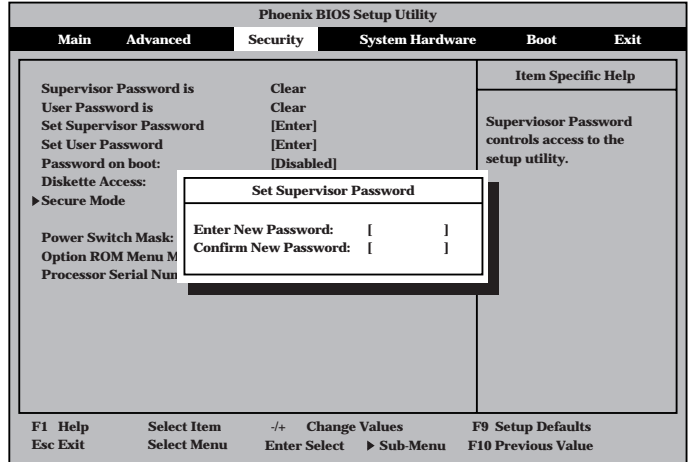 Phoenix BIOS Setup Utility
Main Advanced Security System Hardware Boot Exit
Supervisor Password is Clear
User Password is Clear
Set Supervisor Password [Enter]
Set User Password [Enter]
Password on boot: [Disabled]
Diskette Access:
▶Secure Mode
Power Switch Mask:
Option ROM Menu M
Processor Serial Num
Set Supervisor Password
Enter New Password: [ ]
Confirm New Password: [ ]
Item Specific Help
Superviosor Password
controls access to the
setup utility.
F1 Help Select Item -/+ Change Values F9 Setup Defaults
Esc Exit Select Menu Enter Select ▶ Sub-Menu F10 Previous Value